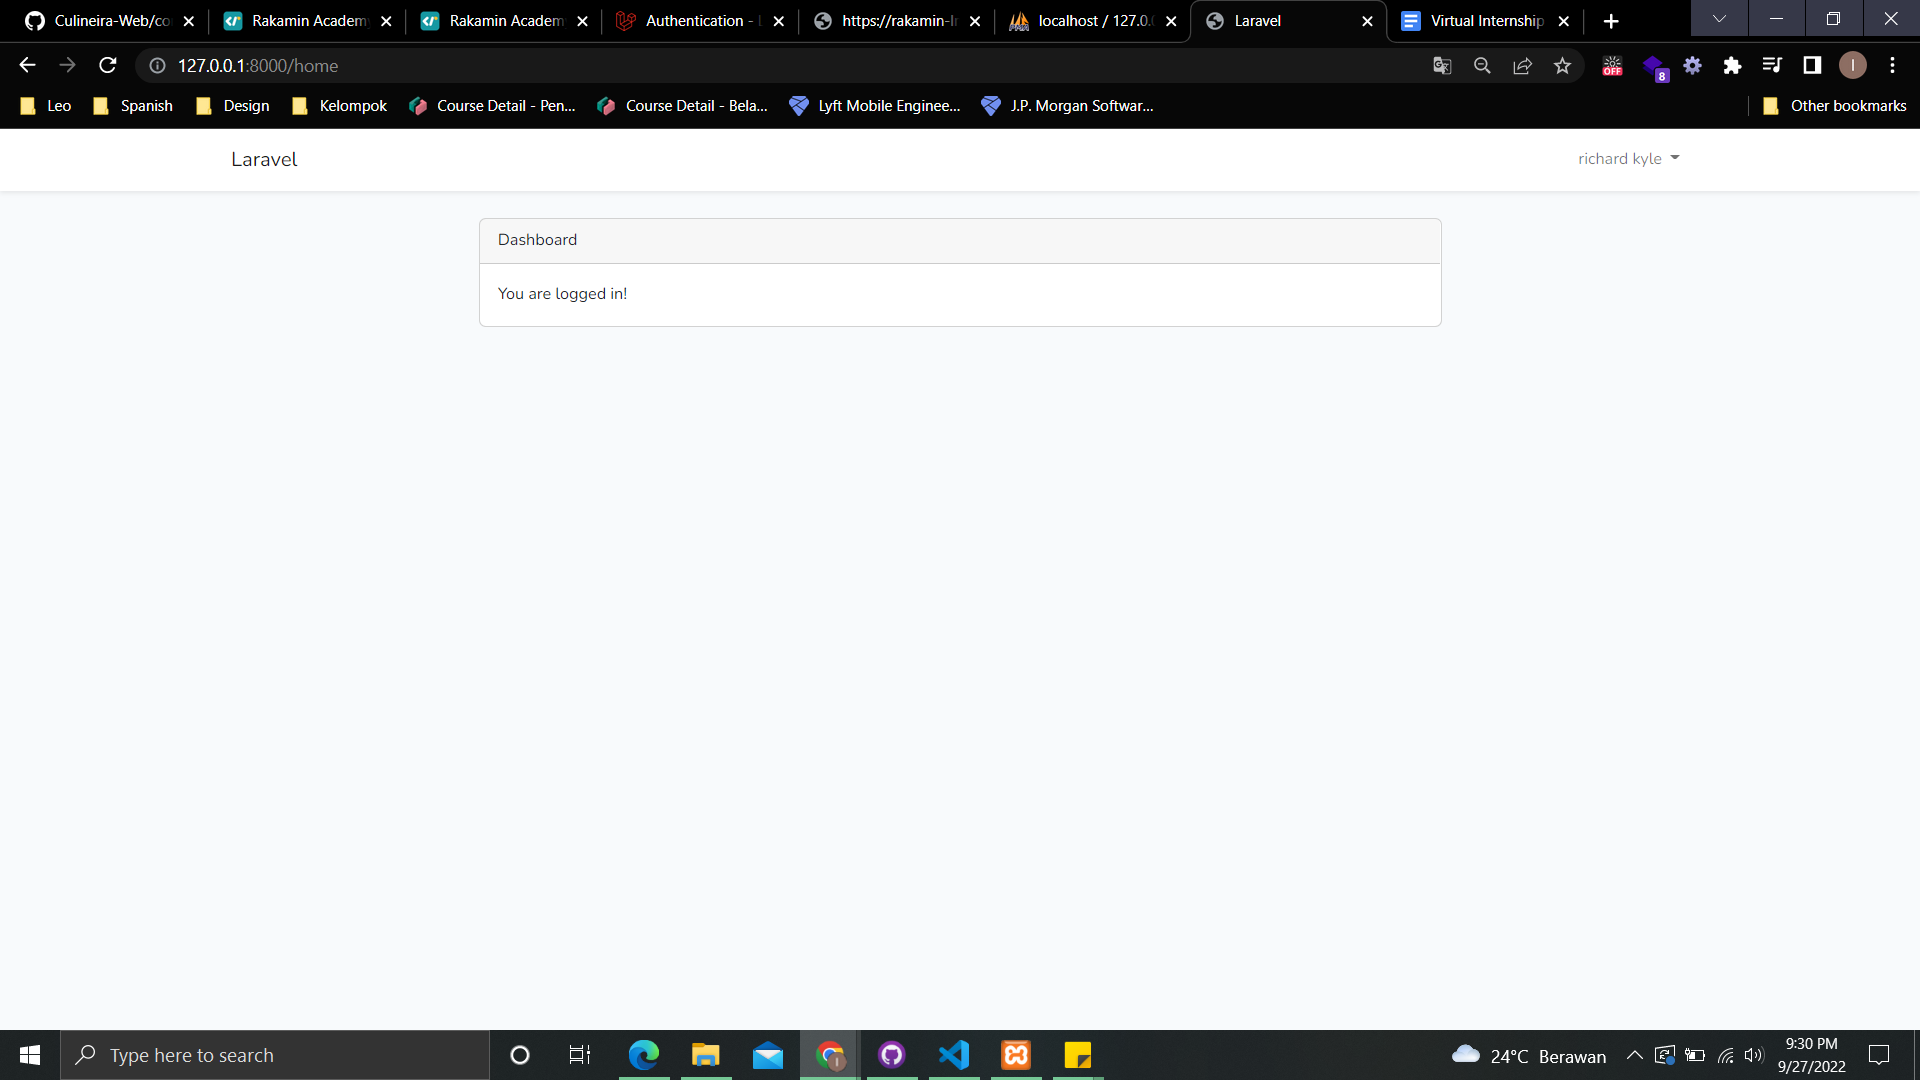 Culineira-Web/co
Rakamin Academ
Rakamin Academ
Authentication - L
https://rakamin-l
localhost / 127.0.0
Laravel
Virtual Internship
127.0.0.1:8000/home
OFF
8
I
Leo
Spanish
Design
Kelompok
Course Detail - Pen...
Course Detail - Bela...
Lyft Mobile Enginee...
J.P. Morgan Softwar...
Other bookmarks
Laravel
richard kyle
Dashboard
You are logged in!
Type here to search
24°C Berawan
9:30 PM
9/27/2022